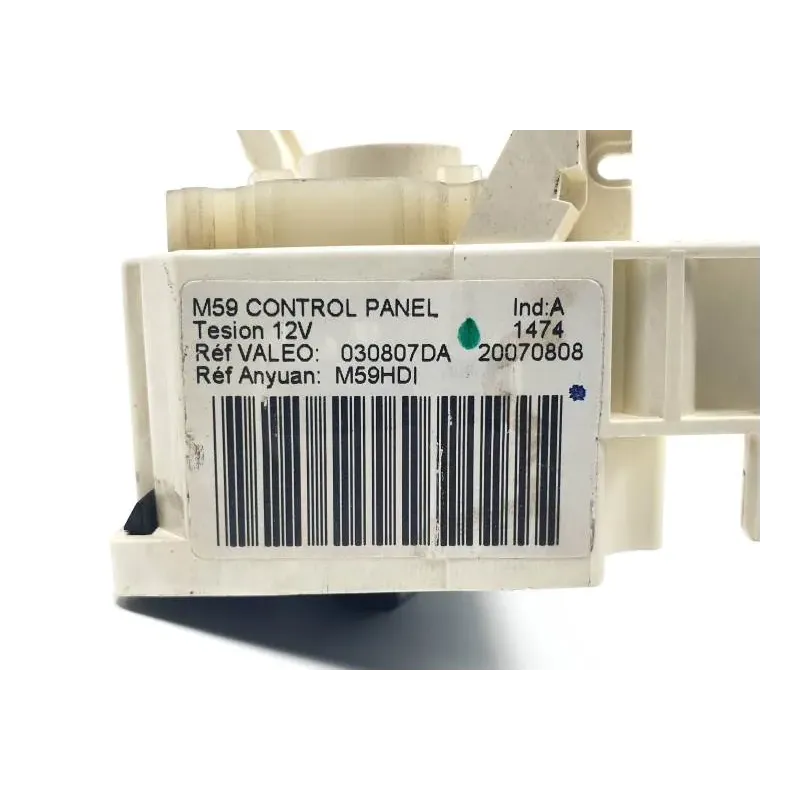 M59 CONTROL PANEL Ind:A
Tesion 12V 1474
Réf VALEO: 030807DA 20070808
Réf Anyuan: M59HDI